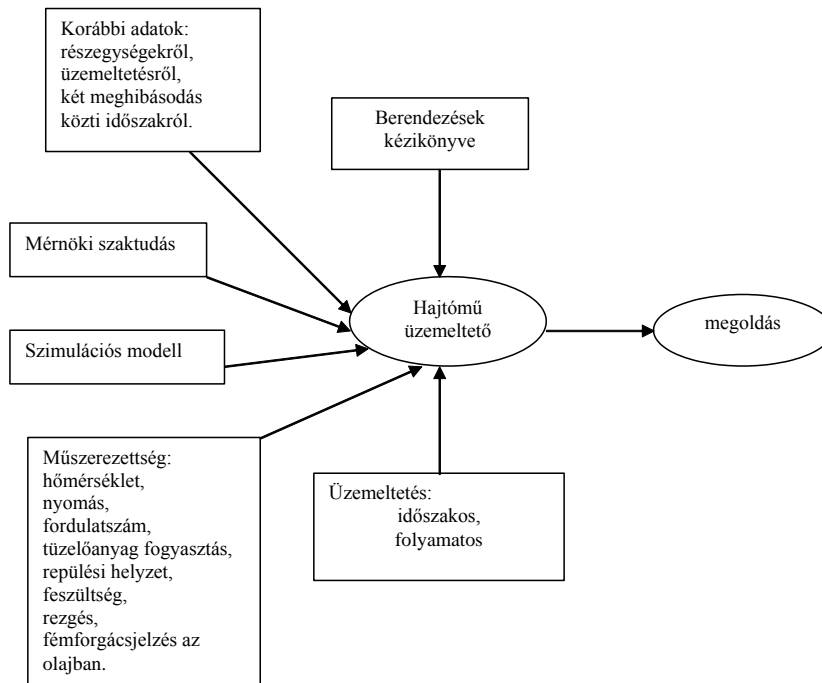 Korábbi adatok:
részegységekről,
üzemeltetésről,
két meghibásodás
közti időszakról.
Berendezések
kézikönyve
Mérnöki szaktudás
Hajtómű
üzemeltető
megoldás
Szimulációs modell
Műszerezettség:
hőmérséklet,
nyomás,
fordulatszám,
tüzelőanyag fogyasztás,
repülési helyzet,
feszültség,
rezgés,
fémforgácsjelzés az
olajban.
Üzemeltetés:
időszakos,
folyamatos